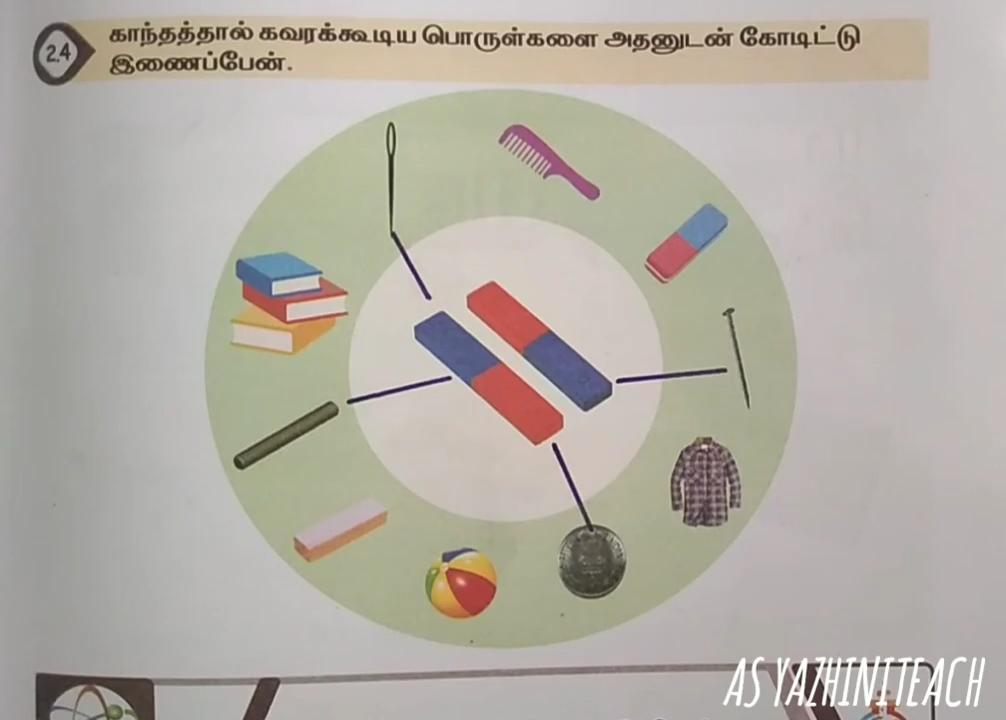 2.4
காந்தத்தால் கவரக்கூடிய பொருள்களை அதனுடன் கோடிட்டு
இணைப்பேன்.
AS YAZHINITEACH